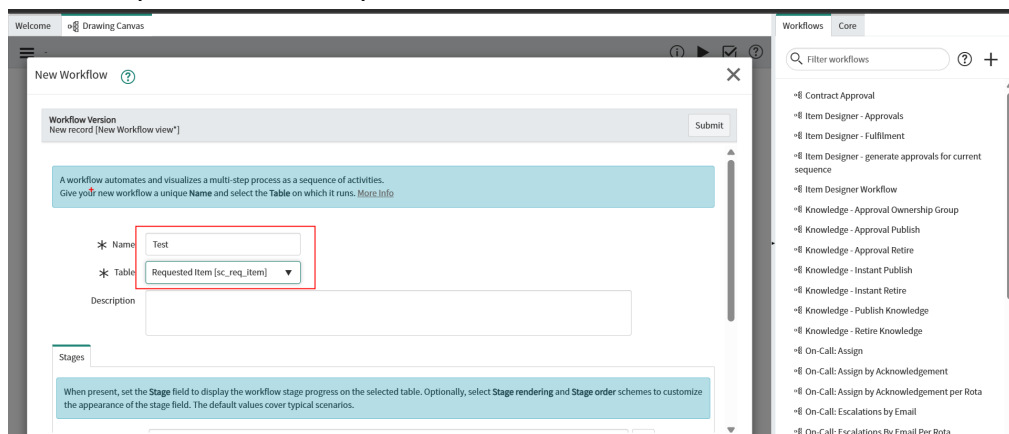 Welcome
Drawing Canvas
Workflows
Core
Filter workflows
New Workflow
Workflow Version
New record [New Workflow view*]
Submit
A workflow automates and visualizes a multi-step process as a sequence of activities.
Give your new workflow a unique Name and select the Table on which it runs. More Info
Name
Test
Table
Requested Item [sc_req_item]
Description
Stages
When present, set the Stage field to display the workflow stage progress on the selected table. Optionally, select Stage rendering and Stage order schemes to customize
the appearance of the stage field. The default values cover typical scenarios.
Contract Approval
Item Designer - Approvals
Item Designer - Fulfilment
Item Designer - generate approvals for current
sequence
Item Designer Workflow
Knowledge - Approval Ownership Group
Knowledge - Approval Publish
Knowledge - Approval Retire
Knowledge - Instant Publish
Knowledge - Instant Retire
Knowledge - Publish Knowledge
Knowledge - Retire Knowledge
On-Call: Assign
On-Call: Assign by Acknowledgement
On-Call: Assign by Acknowledgement per Rota
On-Call: Escalations by Email
On-Call: Escalations By Email Per Rota